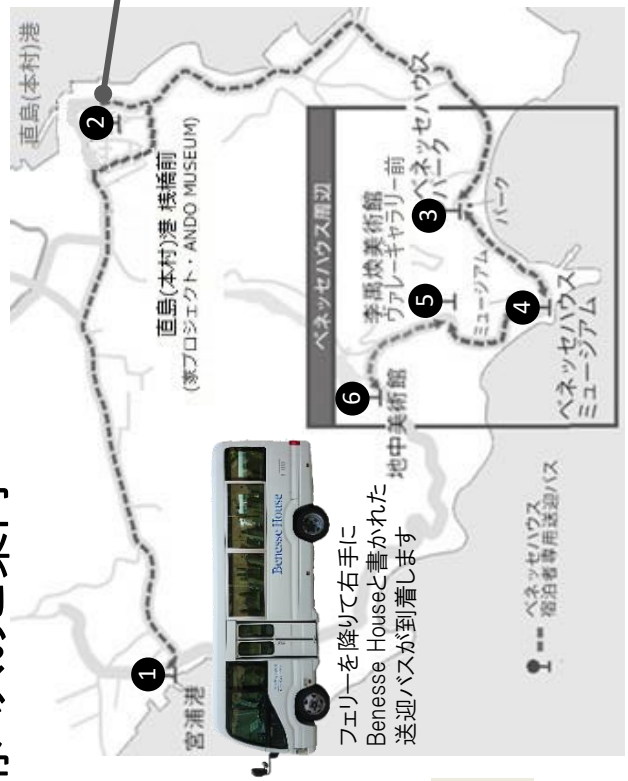 直島(本村)港
2
直島(本村)港 桟橋前
(家プロジェクト・ANDO MUSEUM)
1
宮浦港
ベネッセハウス周辺
ベネッセハウス
パーク
3
パーク
李禹煥美術館
ヴァレーギャラリー前
5
ミュージアム
4
ベネッセハウス
ミュージアム
6
地中美術館
Benesse House
フェリーを降りて右手に
Benesse Houseと書かれた
送迎バスが到着します
ベネッセハウス
宿泊者専用送迎バス